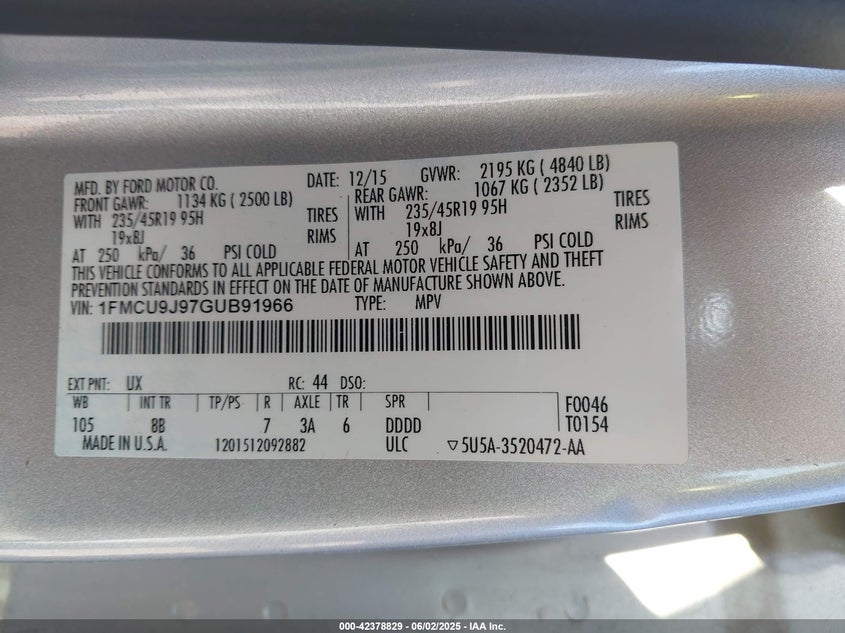 MFD. BY FORD MOTOR CO. DATE: 12/15 GVWR: 2195 KG ( 4840 LB)
FRONT GAWR: 1134 KG ( 2500 LB) REAR GAWR: 1067 KG ( 2352 LB)
WITH 235/45R19 95H TIRES WITH 235/45R19 95H TIRES
19x8J RIMS 19x8J RIMS
AT 250 kPa/ 36 PSI COLD AT 250 kPa/ 36 PSI COLD
THIS VEHICLE CONFORMS TO ALL APPLICABLE FEDERAL MOTOR VEHICLE SAFETY AND THEFT
PREVENTION STANDARDS IN EFFECT ON THE DATE OF MANUFACTURE SHOWN ABOVE.
VIN: 1FMCU9J97GUB91966 TYPE: MPV
EXT PNT: UX RC: 44 DSO:
WB INT TR TP/PS R AXLE TR SPR F0046
105 8B 7 3A 6 DDDD T0154
MADE IN U.S.A. 1201512092882 ULC ▽5U5A-3520472-AA
000-42378829 - 06/02/2025 - IAA Inc.